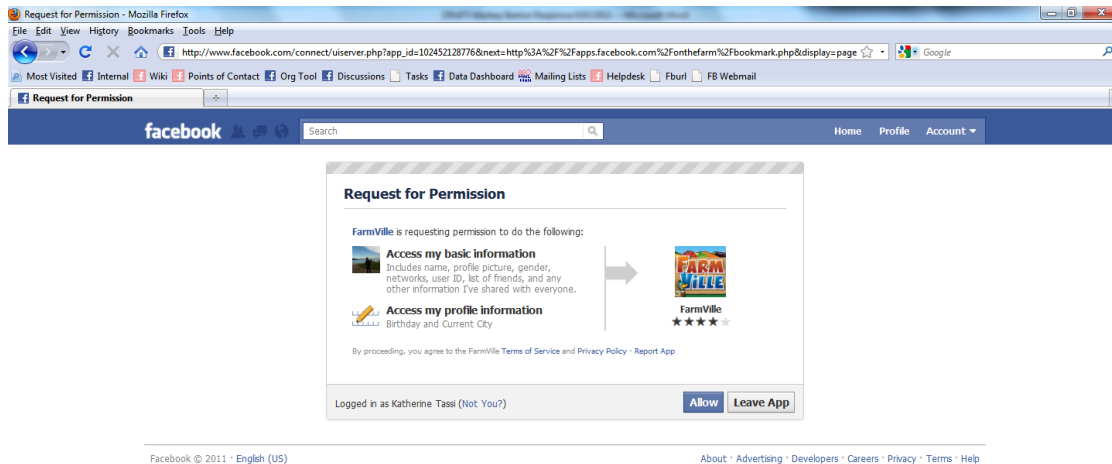 Request for Permission - Mozilla Firefox
File Edit View History Bookmarks Tools Help
http://www.facebook.com/connect/uiserver.php?app_id=102452128776&next=http%3A%2F%2Fapps.facebook.com%2Fonthefarm%2Fbookmark.php&display=page Google
Most Visited Internal Wiki Points of Contact Org Tool Discussions Tasks Data Dashboard Mailing Lists Helpdesk Fburl FB Webmail
Request for Permission
facebook Search Home Profile Account
Request for Permission
FarmVille is requesting permission to do the following:
Access my basic information
Includes name, profile picture, gender,
networks, user ID, list of friends, and any
other information I've shared with everyone.
FARM
VILLE
Access my profile information
Birthday and Current City
FarmVille
By proceeding, you agree to the FarmVille Terms of Service and Privacy Policy · Report App
Logged in as Katherine Tassi (Not You?) Allow Leave App
Facebook © 2011 · English (US) About · Advertising · Developers · Careers · Privacy · Terms · Help